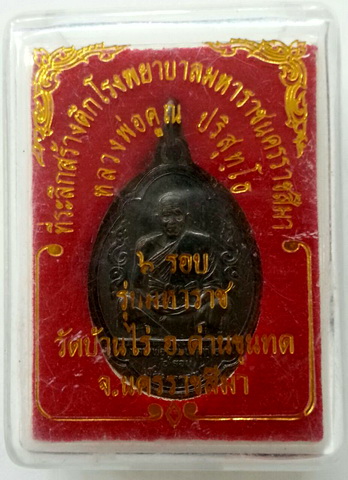 ที่ระลึกสร้างตึกโรงพยาบาลมหาราชนครราชสีมา
หลวงพ่อคูณ ปริสุทโธ
๖ รอบ
รุ่นมหาราช
วัดบ้านไร่ อ.ด่านขุนทด
จ.นครราชสีมา